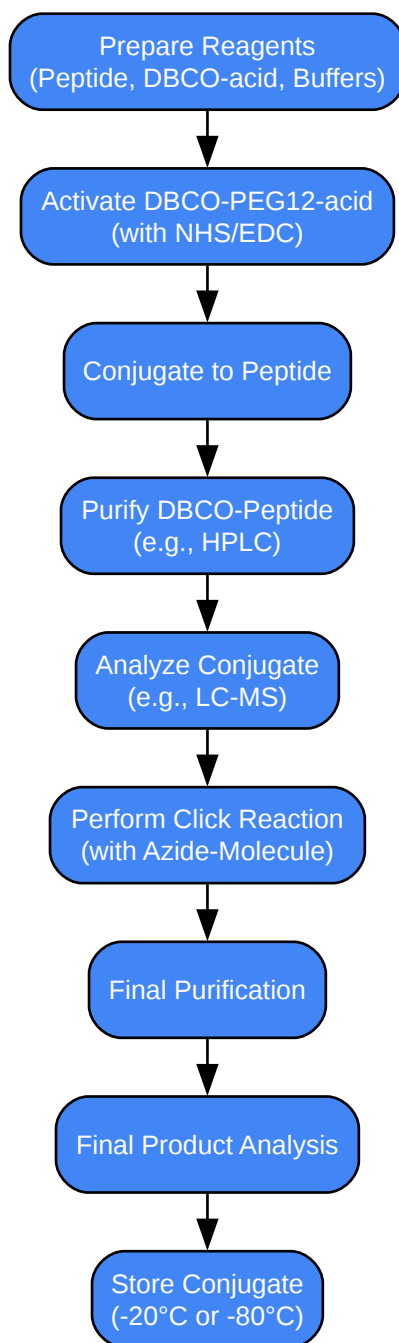 Prepare Reagents
(Peptide, DBCO-acid, Buffers)
Activate DBCO-PEG12-acid
(with NHS/EDC)
Conjugate to Peptide
Purify DBCO-Peptide
(e.g., HPLC)
Analyze Conjugate
(e.g., LC-MS)
Perform Click Reaction
(with Azide-Molecule)
Final Purification
Final Product Analysis
Store Conjugate
(-20°C or -80°C)